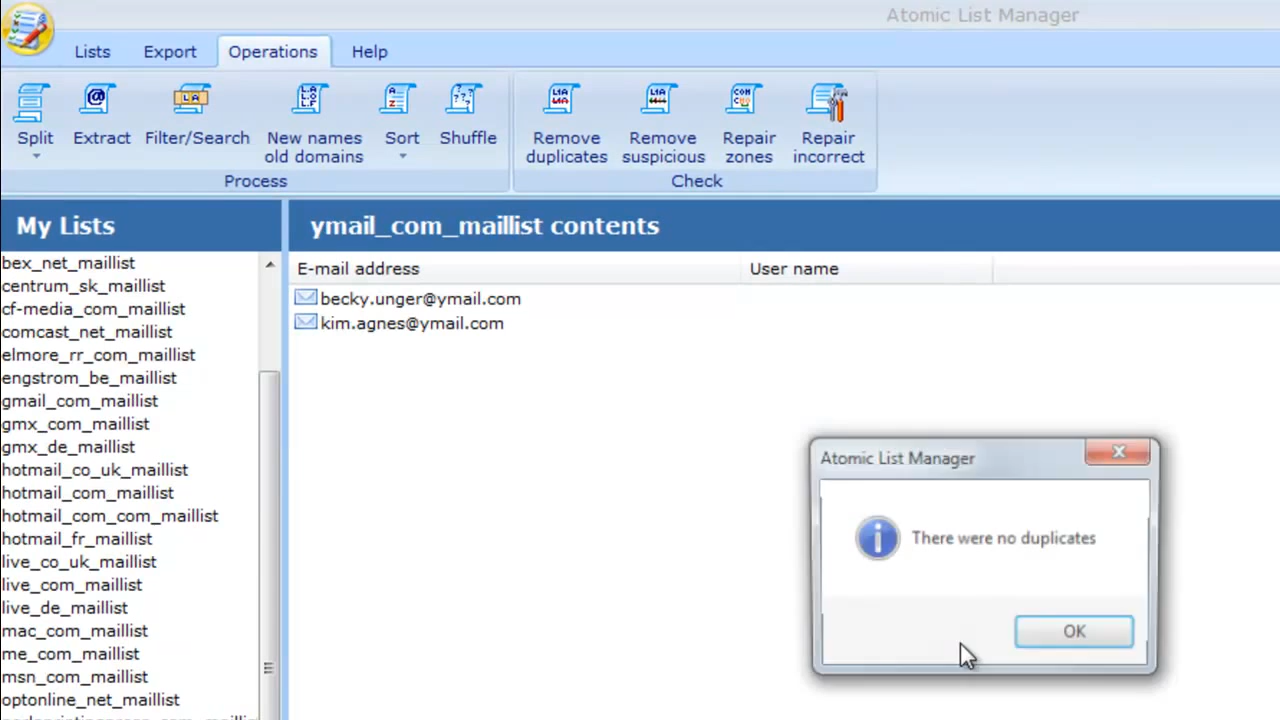 Atomic List Manager
Lists Export Operations Help
Split Extract Filter/Search New names old domains Sort Shuffle Remove duplicates Remove suspicious Repair zones Repair incorrect
Process Check
My Lists
bex_net_maillist
centrum_sk_maillist
cf-media_com_maillist
comcast_net_maillist
elmore_rr_com_maillist
engstrom_be_maillist
gmail_com_maillist
gmx_com_maillist
gmx_de_maillist
hotmail_co_uk_maillist
hotmail_com_maillist
hotmail_com_com_maillist
hotmail_fr_maillist
live_co_uk_maillist
live_com_maillist
live_de_maillist
mac_com_maillist
me_com_maillist
msn_com_maillist
optonline_net_maillist
ymail_com_maillist contents
E-mail address User name
becky.unger@ymail.com
kim.agnes@ymail.com
Atomic List Manager
There were no duplicates
OK